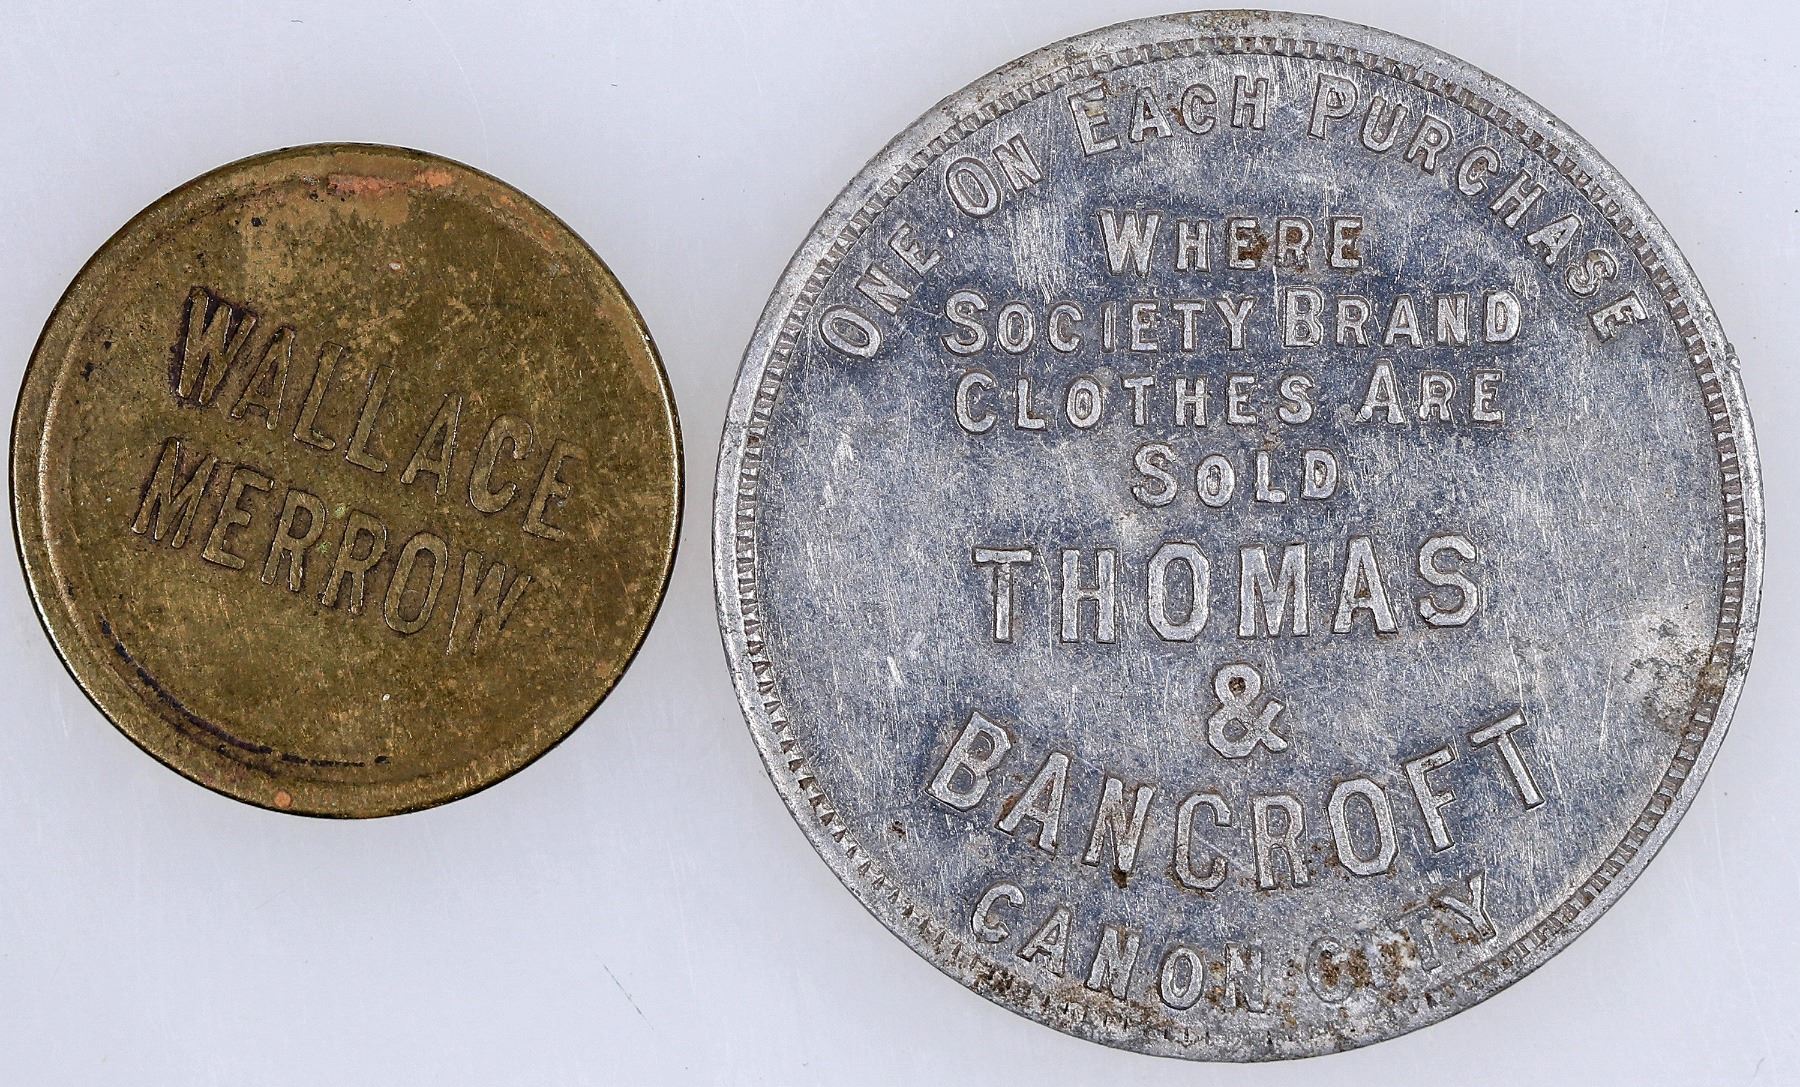 WALLACE
MERROW
ONE ON EACH PURCHASE
WHERE
SOCIETY BRAND
CLOTHES ARE
SOLD
THOMAS
&
BANCROFT
CANON CITY